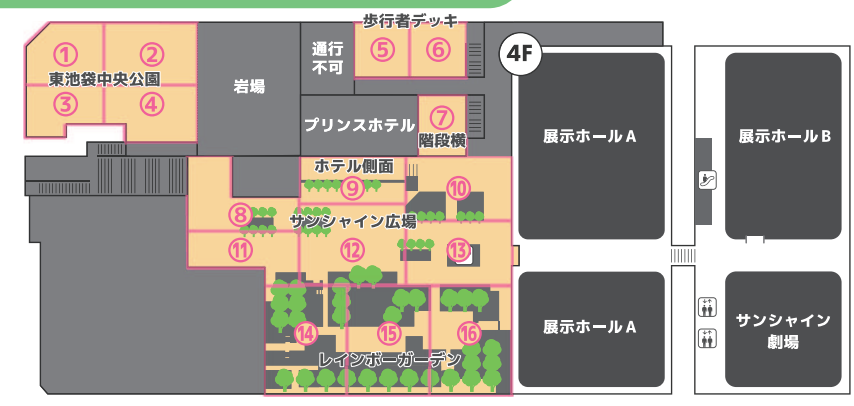 歩行者デッキ
①
②
⑤
⑥
通行
不可
4F
東池袋中央公園
岩場
③
④
⑦
プリンスホテル
階段横
展示ホールA
展示ホールB
ホテル側面
⑨
⑩
⑧
サンシャイン広場
⑪
⑫
⑬
⑭
⑮
⑯
レインボーガーデン
展示ホールA
サンシャイン
劇場